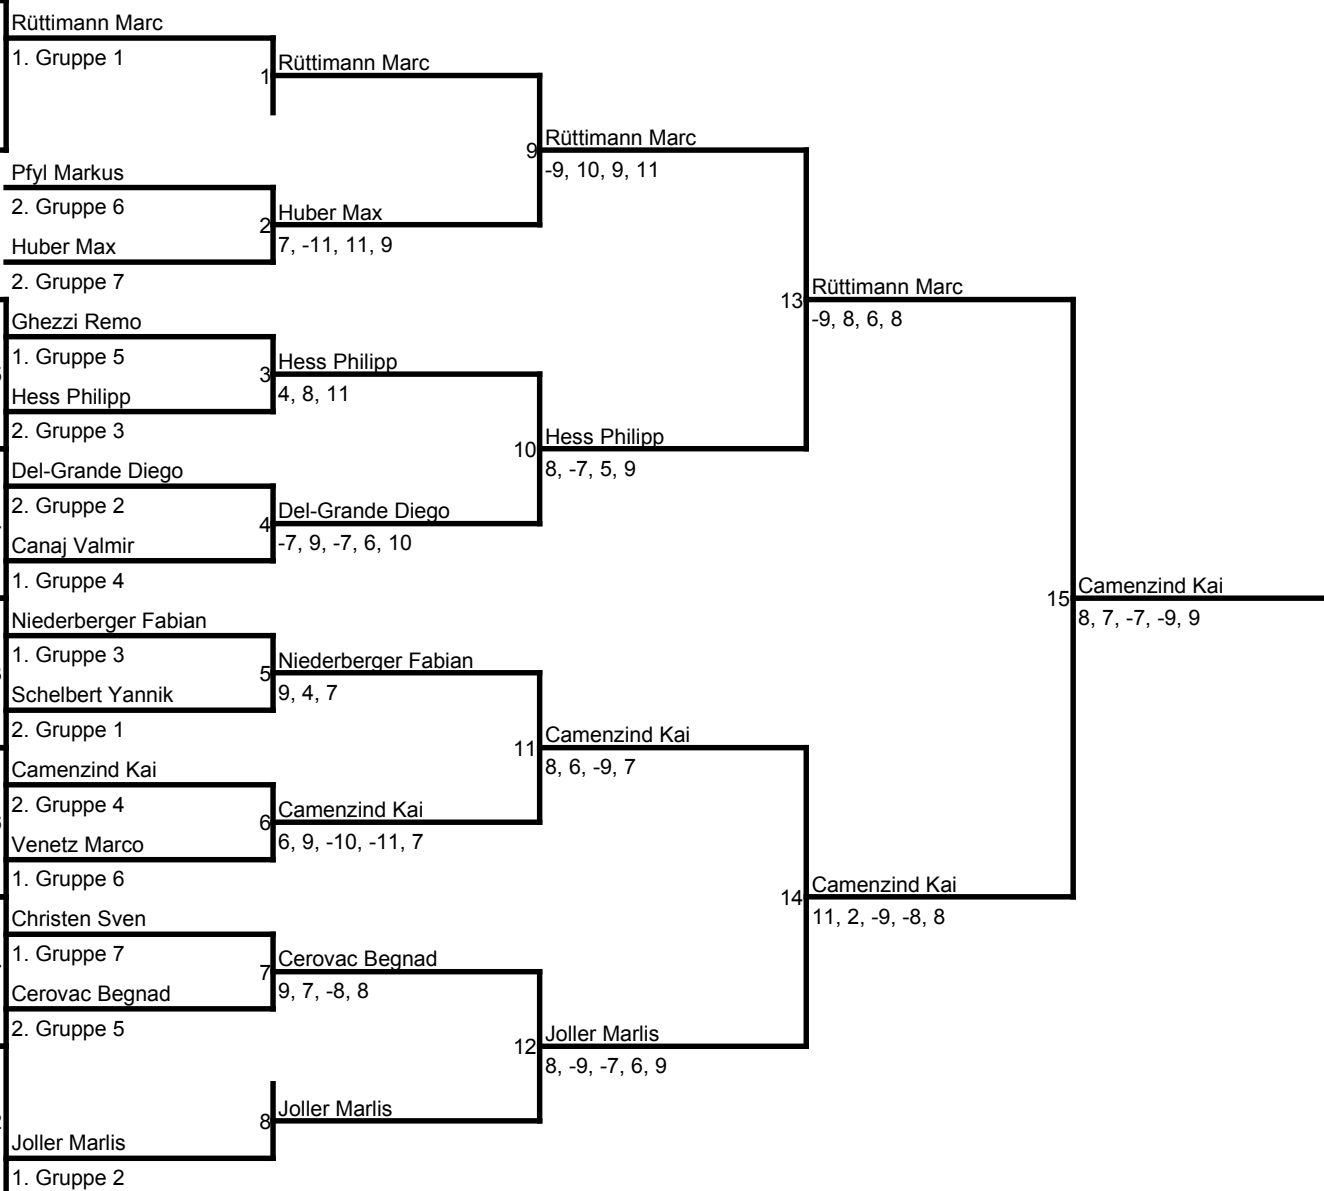 Rüttimann Marc
1. Gruppe 1
1
Rüttimann Marc
Pfyl Markus
2. Gruppe 6
Huber Max
2. Gruppe 7
2
Huber Max
7, -11, 11, 9
9
Rüttimann Marc
-9, 10, 9, 11
Ghezzi Remo
1. Gruppe 5
Hess Philipp
2. Gruppe 3
3
Hess Philipp
4, 8, 11
Del-Grande Diego
2. Gruppe 2
Canaj Valmir
1. Gruppe 4
4
Del-Grande Diego
-7, 9, -7, 6, 10
10
Hess Philipp
8, -7, 5, 9
13
Rüttimann Marc
-9, 8, 6, 8
Niederberger Fabian
1. Gruppe 3
Schelbert Yannik
2. Gruppe 1
5
Niederberger Fabian
9, 4, 7
Camenzind Kai
2. Gruppe 4
Venetz Marco
1. Gruppe 6
6
Camenzind Kai
6, 9, -10, -11, 7
11
Camenzind Kai
8, 6, -9, 7
Christen Sven
1. Gruppe 7
Cerovac Begnad
2. Gruppe 5
7
Cerovac Begnad
9, 7, -8, 8
Joller Marlis
1. Gruppe 2
8
Joller Marlis
12
Joller Marlis
8, -9, -7, 6, 9
14
Camenzind Kai
11, 2, -9, -8, 8
15
Camenzind Kai
8, 7, -7, -9, 9